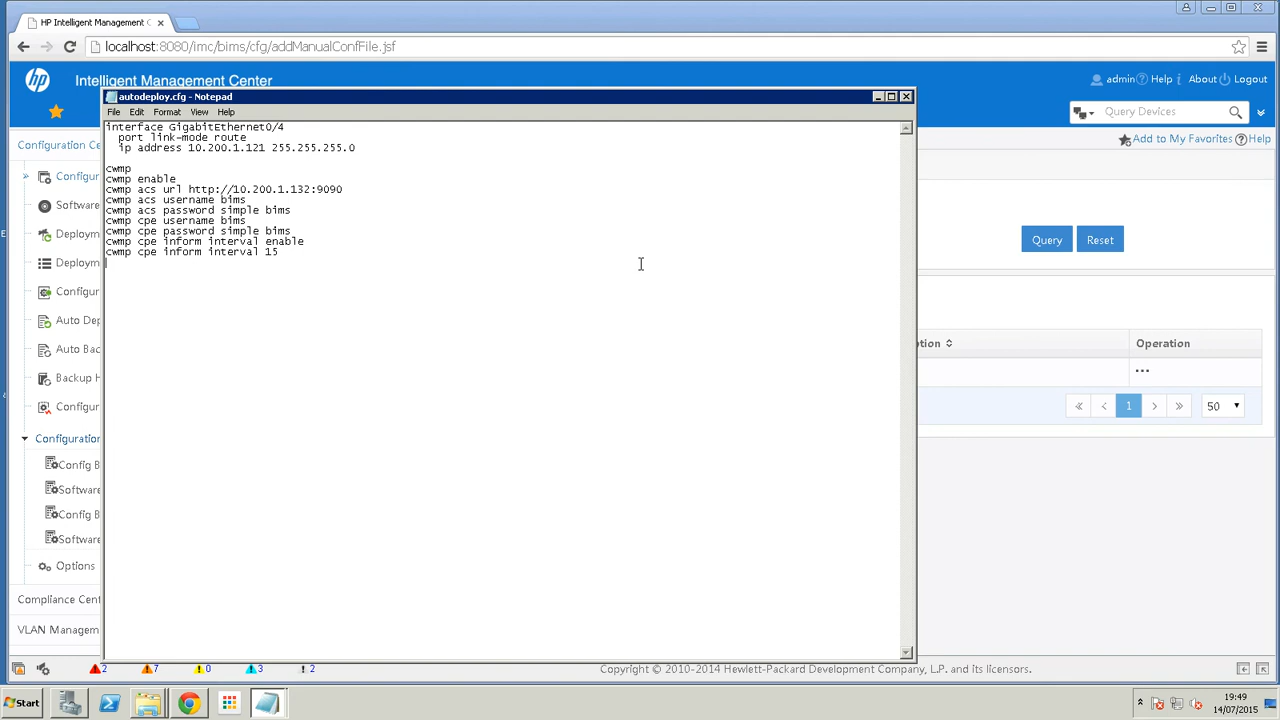 HP Intelligent Management C
localhost:8080/imc/bims/cfg/addManualConfFile.jsf
hp
Intelligent Management Center
admin
Help
About
Logout
Query Devices
Add to My Favorites
Help
autodeploy.cfg - Notepad
File Edit Format View Help
interface GigabitEthernet0/4
port link-mode route
ip address 10.200.1.121 255.255.255.0
cwmp
cwmp enable
cwmp acs url http://10.200.1.132:9090
cwmp acs username bims
cwmp acs password simple bims
cwmp cpe username bims
cwmp cpe password simple bims
cwmp cpe inform interval enable
cwmp cpe inform interval 15
Configuration Ce
Configur
Software
Deploym
Deploym
Configur
Auto Dep
Auto Bac
Backup H
Configur
Configuration
Config B
Software
Config B
Software
Options
Compliance Cent
VLAN Managem
Query
Reset
tion
Operation
...
1
50
2
7
0
3
2
Copyright © 2010-2014 Hewlett-Packard Development Company, L.P. and its licensors.
Start
19:49
14/07/2015